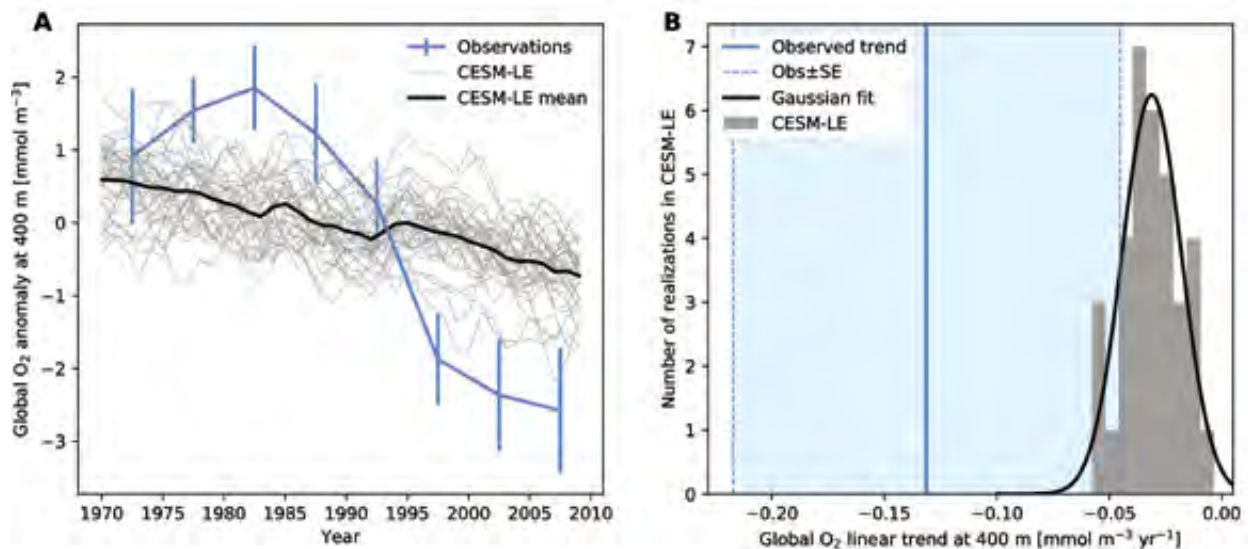 A
Global O₂ anomaly at 400 m [mmol m⁻³]
2
1
0
−1
−2
−3
Observations
CESM-LE
CESM-LE mean
1970 1975 1980 1985 1990 1995 2000 2005 2010
Year
B
Number of realizations in CESM-LE
7
6
5
4
3
2
1
0
Observed trend
Obs±SE
Gaussian fit
CESM-LE
−0.20 −0.15 −0.10 −0.05 0.00
Global O₂ linear trend at 400 m [mmol m⁻³ yr⁻¹]